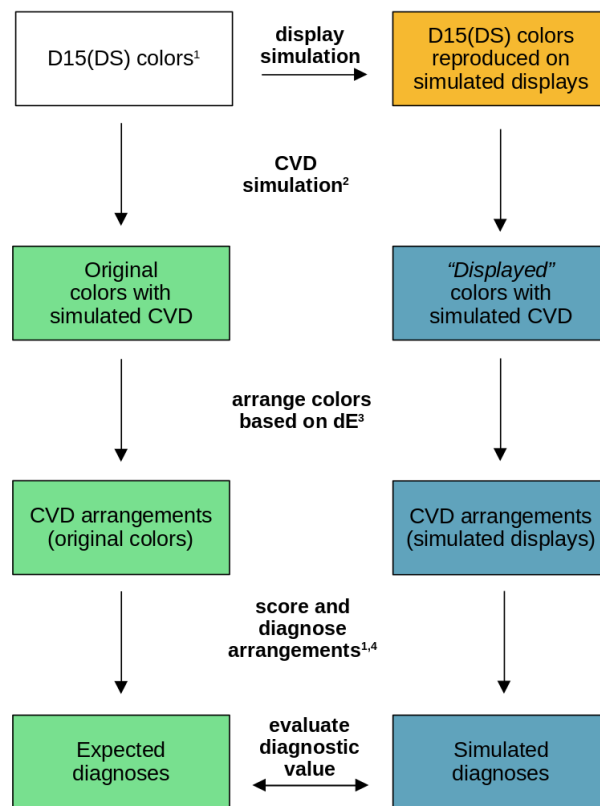 D15(DS) colors¹
display
simulation
D15(DS) colors
reproduced on
simulated displays
CVD
simulation²
Original
colors with
simulated CVD
“Displayed”
colors with
simulated CVD
arrange colors
based on dE³
CVD arrangements
(original colors)
CVD arrangements
(simulated displays)
score and
diagnose
arrangements¹,⁴
Expected
diagnoses
evaluate
diagnostic
value
Simulated
diagnoses